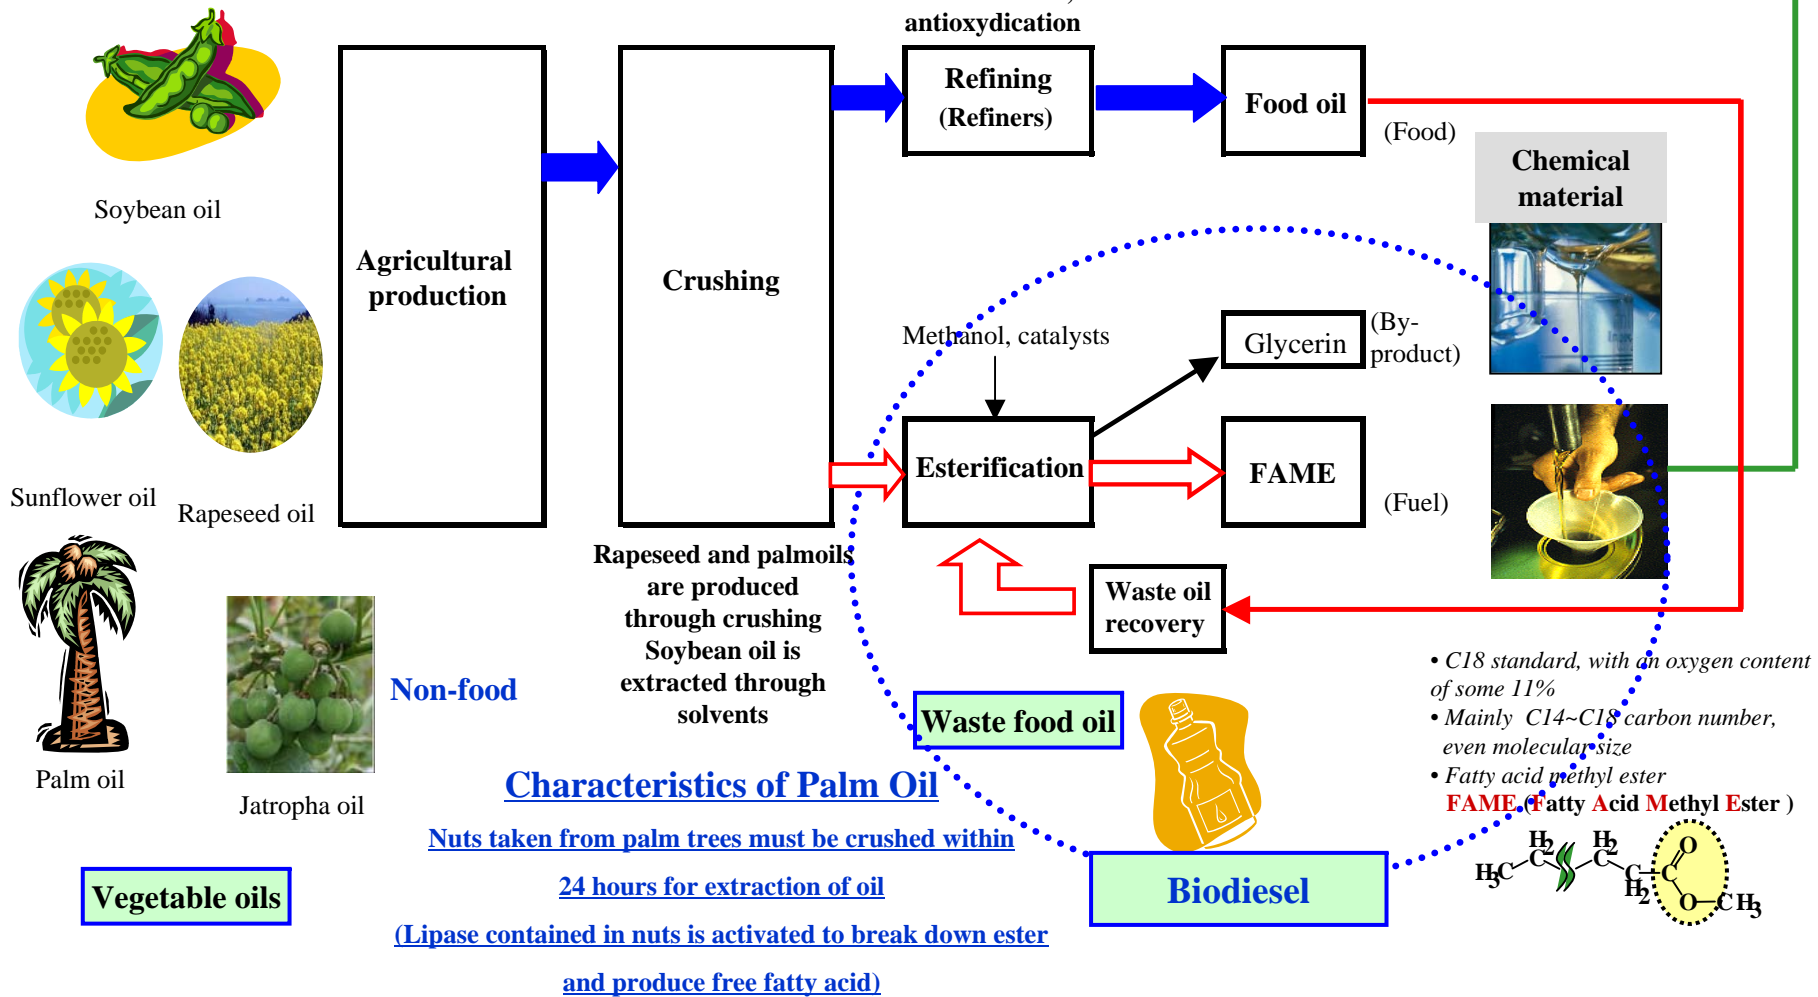 antioxydication
Refining
(Refiners)
Food oil
(Food)
Chemical
material
Soybean oil
Agricultural
production
Crushing
Methanol, catalysts
Glycerin
(By-
product)
Esterification
FAME
(Fuel)
Sunflower oil
Rapeseed oil
Rapeseed and palmoils
are produced
through crushing
Soybean oil is
extracted through
solvents
Waste oil
recovery
Non-food
Palm oil
Jatropha oil
Waste food oil
• C18 standard, with an oxygen content
of some 11%
• Mainly C14~C18 carbon number,
even molecular size
• Fatty acid methyl ester
FAME (Fatty Acid Methyl Ester )
Characteristics of Palm Oil
Nuts taken from palm trees must be crushed within
24 hours for extraction of oil
(Lipase contained in nuts is activated to break down ester
and produce free fatty acid)
Vegetable oils
Biodiesel
H2 H2 O
H3C C C C C
H2 O CH3